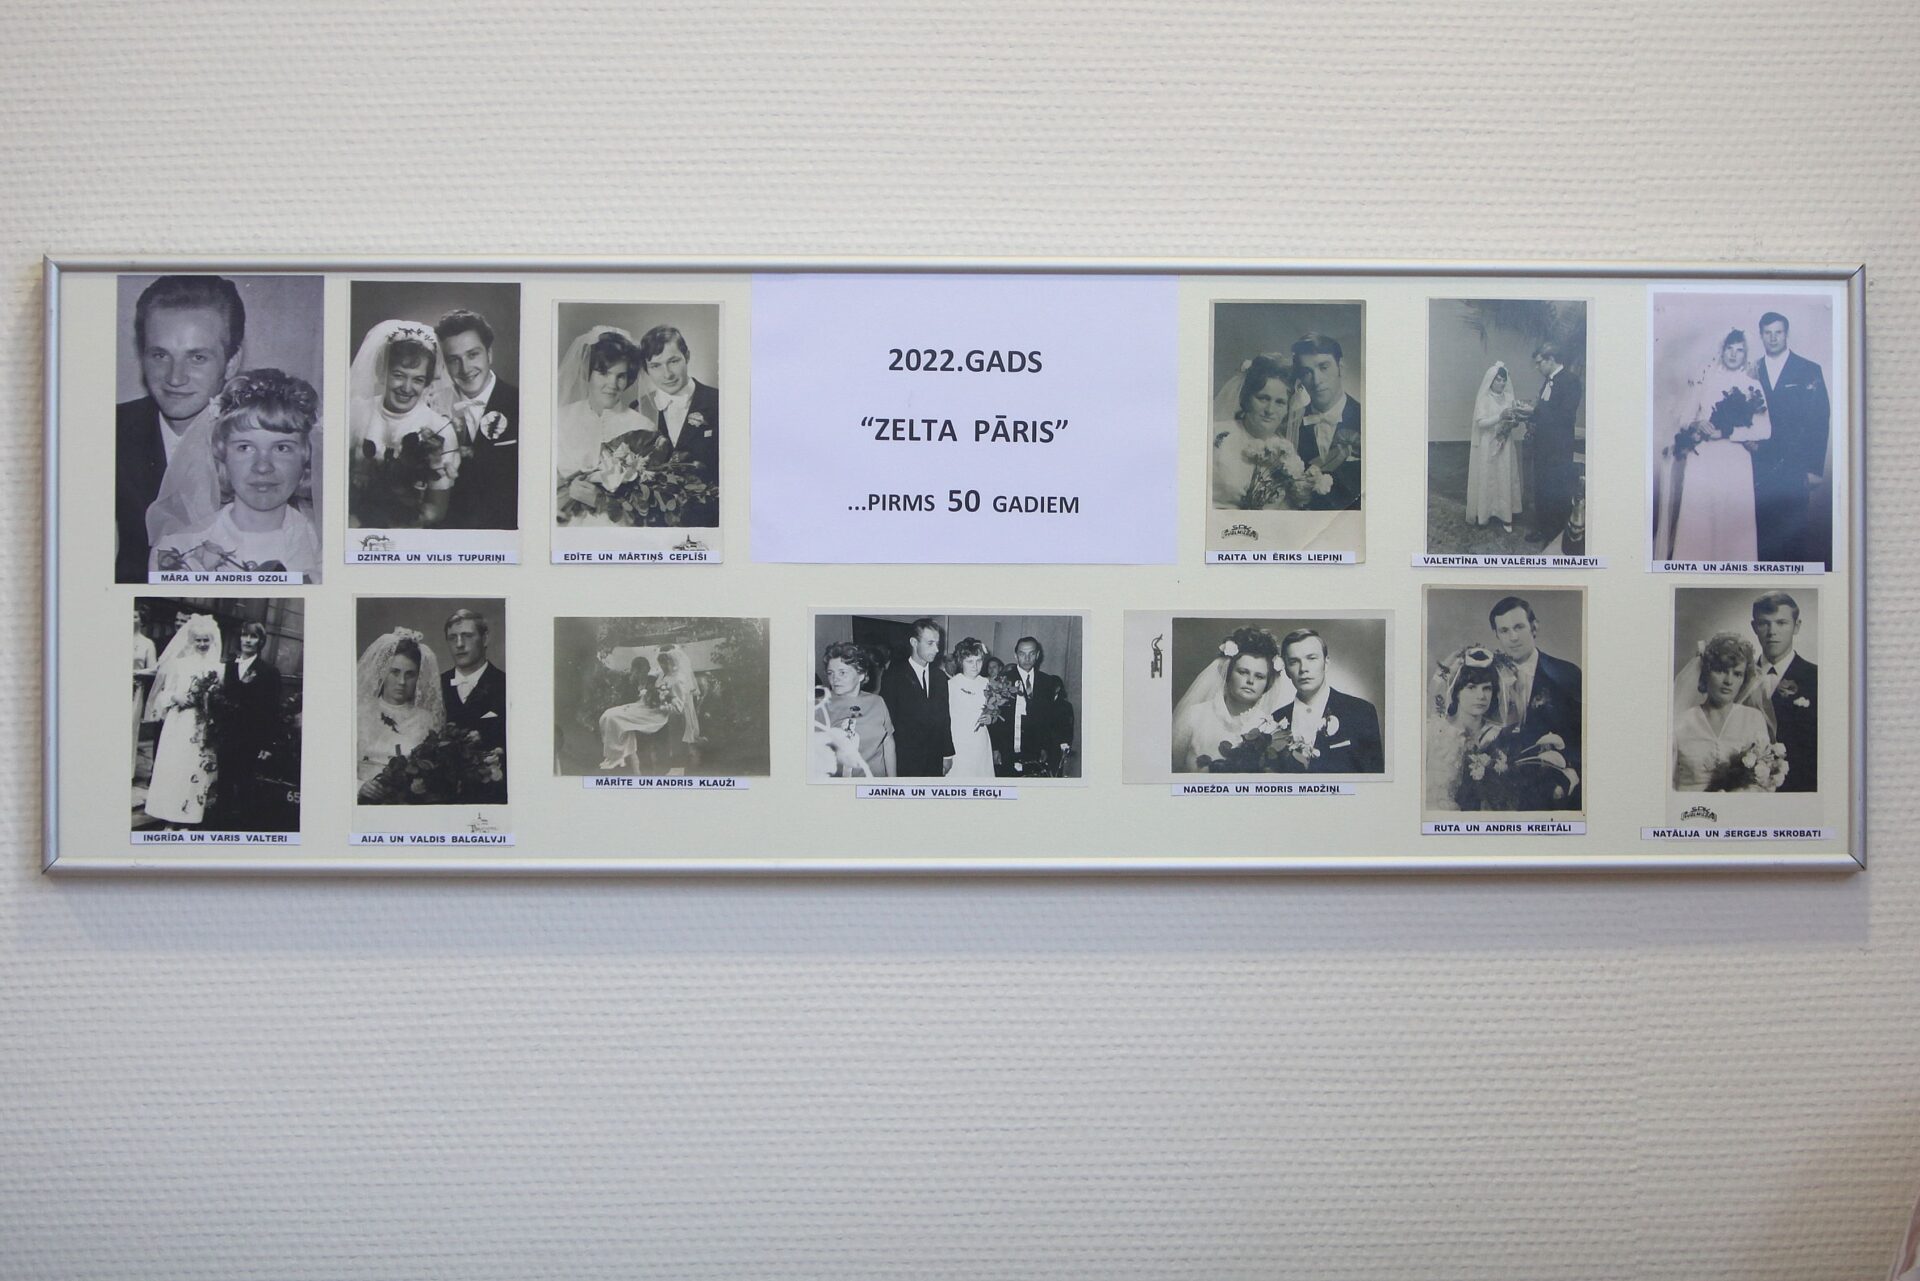 2022.GADS
“ZELTA PĀRIS”
...PIRMS 50 GADIEM
MĀRA UN ANDRIS OZOLI
DZINTRA UN VILIS TUPURIŅI
EDĪTE UN MĀRTIŅŠ CEPLĪŠI
RAITA UN ĒRIKS LIEPIŅI
VALENTĪNA UN VALĒRIJS MINĀJEVI
GUNTA UN JĀNIS SKRASTIŅI
INGRĪDA UN VARIS VALTERI
AIJA UN VALDIS BALGALVJI
MĀRĪTE UN ANDRIS KLAUŽI
JANĪNA UN VALDIS ĒRGĻI
NADEŽDA UN MODRIS MADŽIŅI
RUTA UN ANDRIS KREITĀLI
NATĀLIJA UN SERGEJS SKROBATI
65